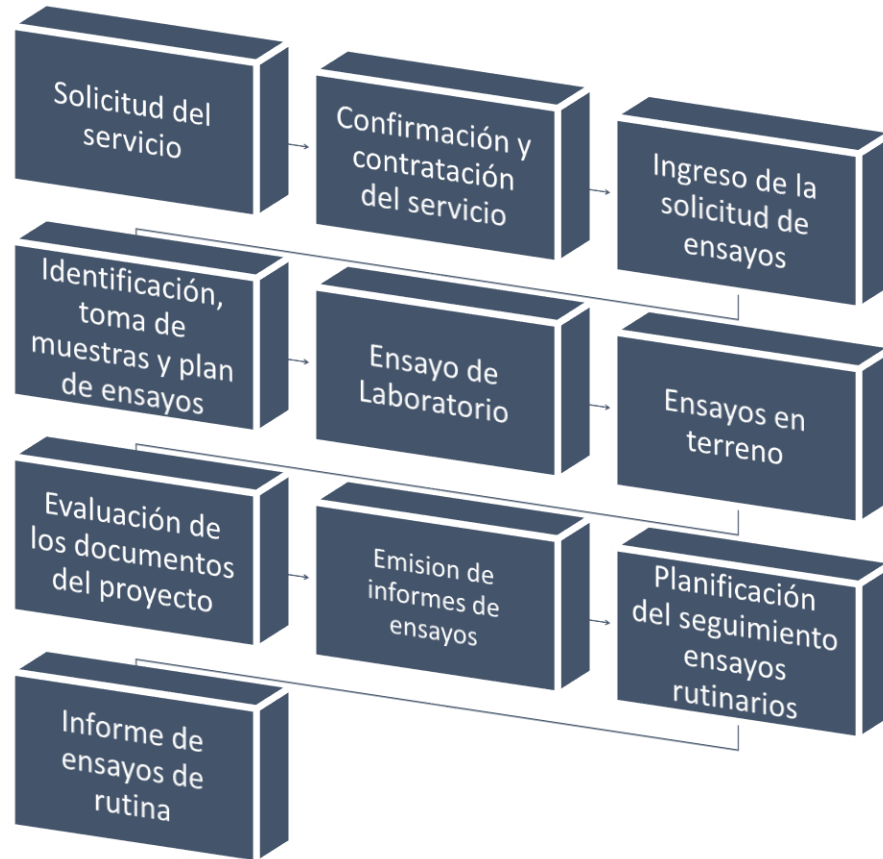 Solicitud del
servicio
Confirmación y
contratación
del servicio
Ingreso de la
solicitud de
ensayos
Identificación,
toma de
muestras y plan
de ensayos
Ensayo de
Laboratorio
Ensayos en
terreno
Evaluación de
los documentos
del proyecto
Emision de
informes de
ensayos
Planificación
del seguimiento
ensayos
rutinarios
Informe de
ensayos de
rutina